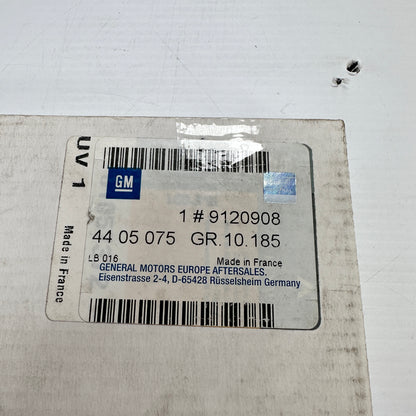 UV 1
Made in France
GM
1 # 9120908
44 05 075 GR.10.185
LB 016 Made in France
GENERAL MOTORS EUROPE AFTERSALES.
Eisenstrasse 2-4, D-65428 Rüsselsheim Germany